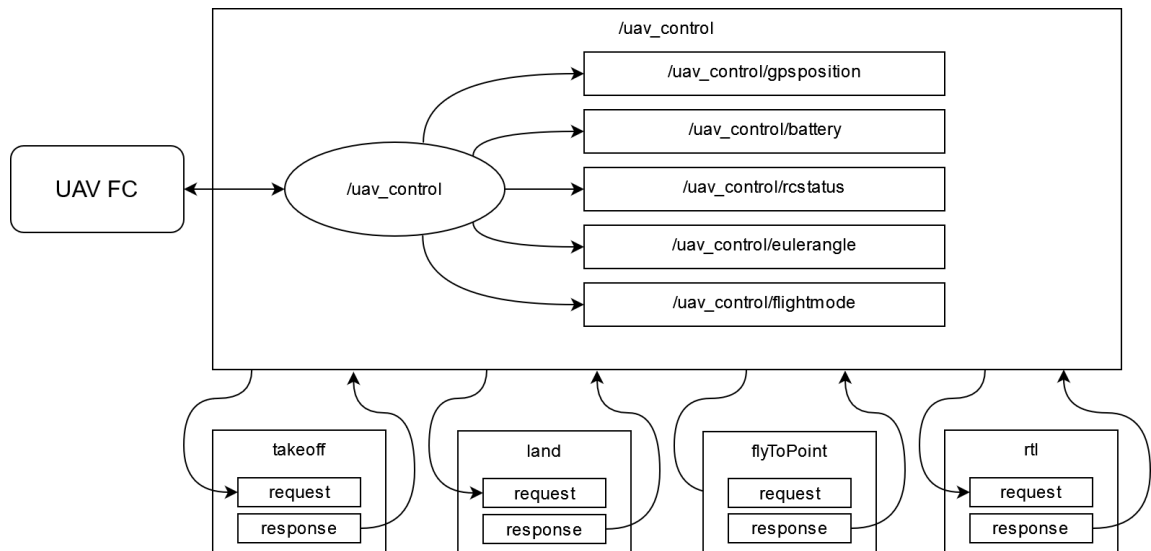 /uav_control
/uav_control/gpsposition
/uav_control/battery
UAV FC
/uav_control
/uav_control/rcstatus
/uav_control/eulerangle
/uav_control/flightmode
takeoff
request
response
land
request
response
flyToPoint
request
response
rtl
request
response